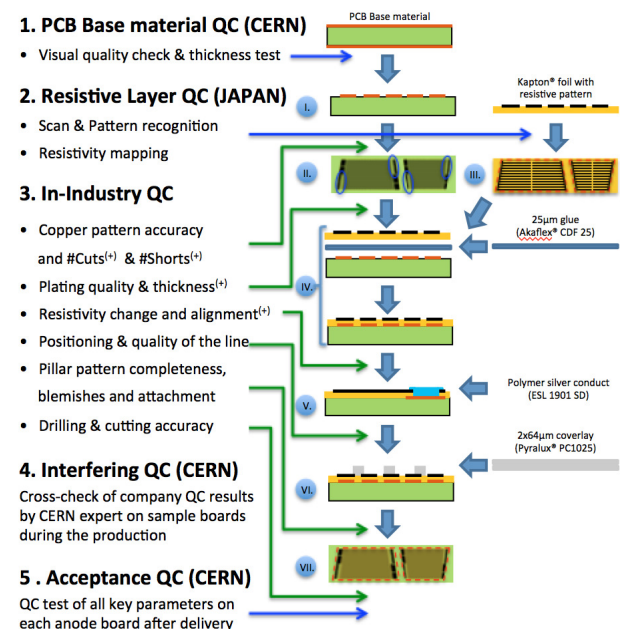 1. PCB Base material QC (CERN)
• Visual quality check & thickness test
2. Resistive Layer QC (JAPAN)
• Scan & Pattern recognition
• Resistivity mapping
3. In-Industry QC
• Copper pattern accuracy
and #Cuts(+) & #Shorts(+)
• Plating quality & thickness(+)
• Resistivity change and alignment(+)
• Positioning & quality of the line
• Pillar pattern completeness,
blemishes and attachment
• Drilling & cutting accuracy
4. Interfering QC (CERN)
Cross-check of company QC results
by CERN expert on sample boards
during the production
5 . Acceptance QC (CERN)
QC test of all key parameters on
each anode board after delivery
PCB Base material
I.
Kapton® foil with
resistive pattern
II.
III.
25μm glue
(Akaflex® CDF 25)
IV.
Polymer silver conduct
(ESL 1901 SD)
V.
2x64μm coverlay
(Pyralux® PC1025)
VI.
VII.